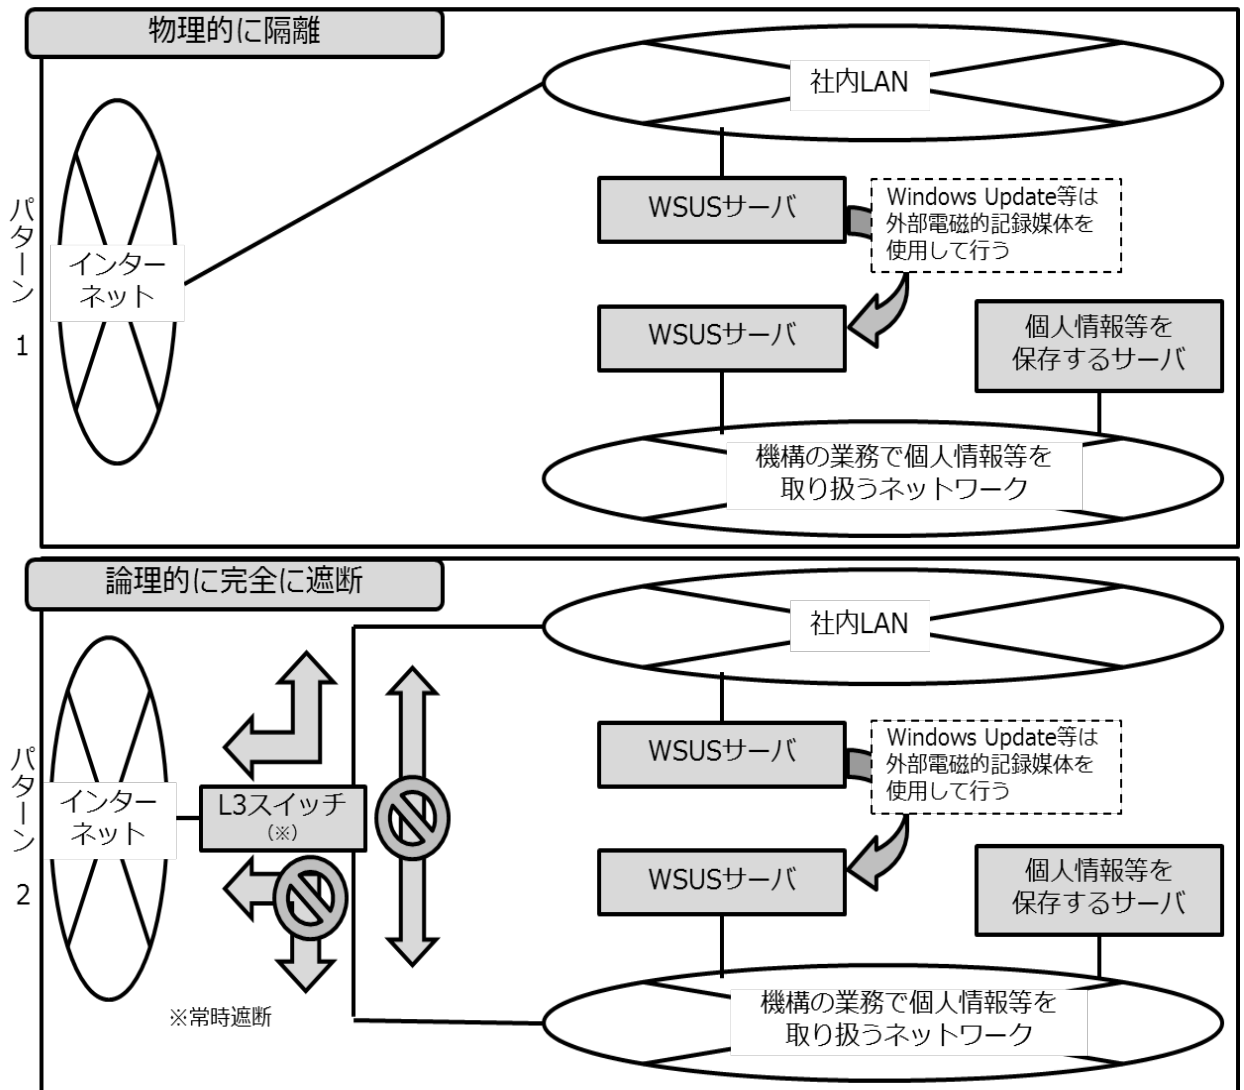 物理的に隔離
社内LAN
WSUSサーバ
Windows Update等は
外部電磁的記録媒体を
使用して行う
パターン 1
インター
ネット
WSUSサーバ
個人情報等を
保存するサーバ
機構の業務で個人情報等を
取り扱うネットワーク
論理的に完全に遮断
社内LAN
WSUSサーバ
Windows Update等は
外部電磁的記録媒体を
使用して行う
パターン 2
インター
ネット
L3スイッチ
(※)
WSUSサーバ
個人情報等を
保存するサーバ
※常時遮断
機構の業務で個人情報等を
取り扱うネットワーク